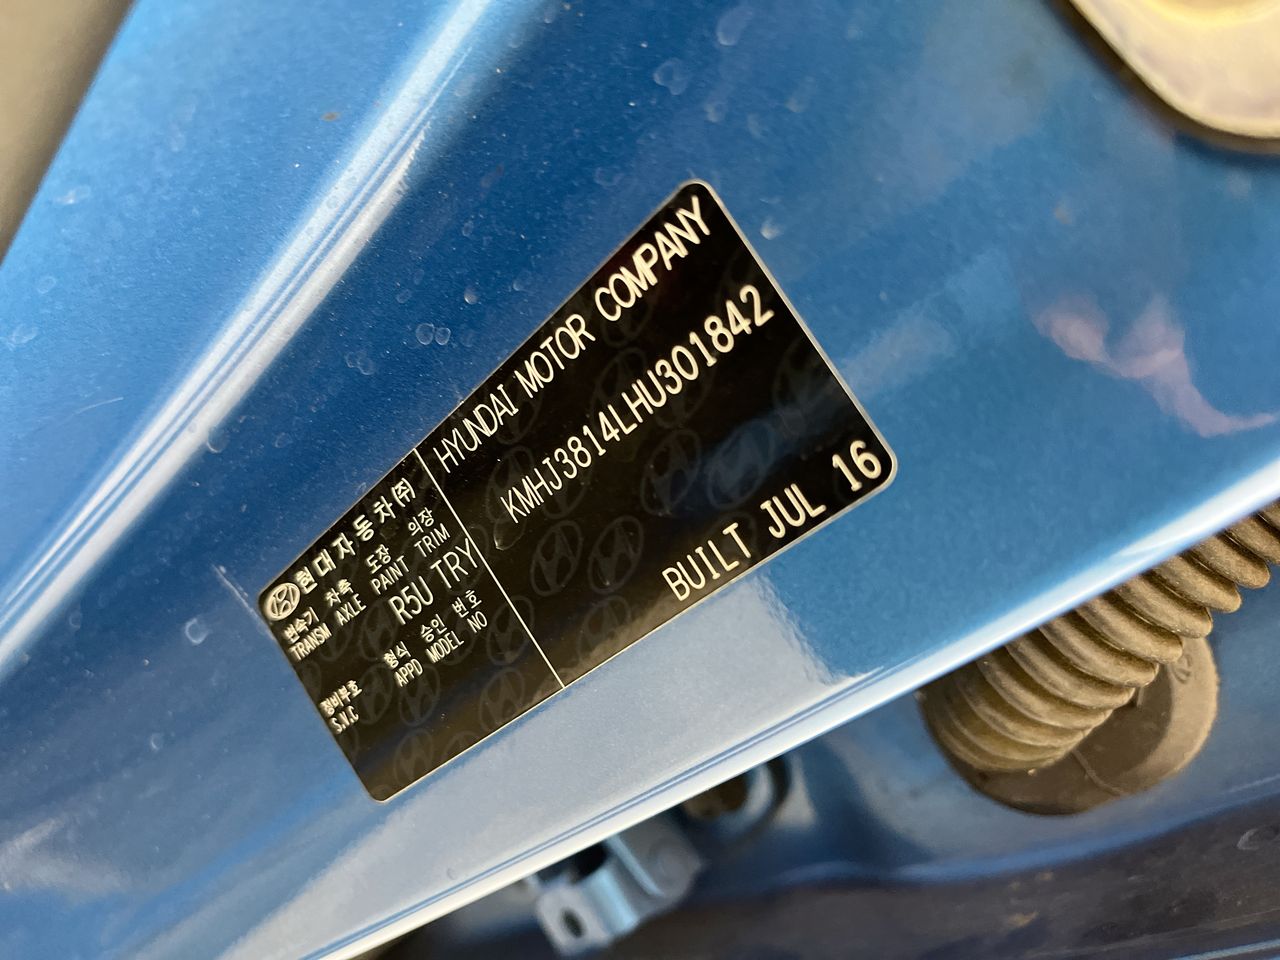 현대자동차(주)
변속기 차축 도장 의장
TRANSM AXLE PAINT TRIM
R5U TRY
형식 승인 번호
APPD MODEL NO
정비부호
S.V.C
HYUNDAI MOTOR COMPANY
KMHJ3814LHU301842
BUILT JUL 16